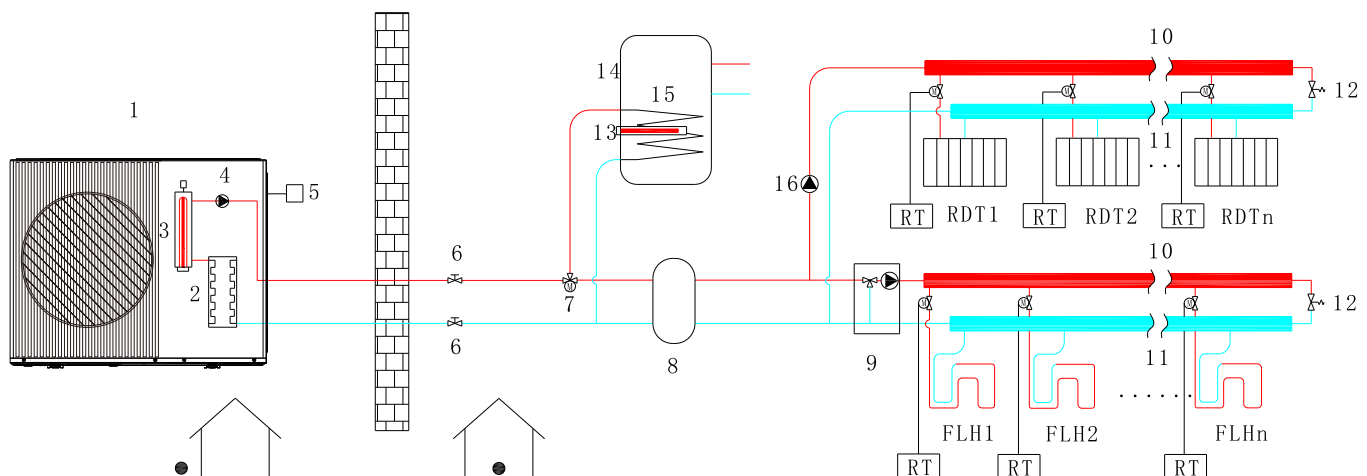 1
2
3
4
5
6
6
7
8
9
14
15
13
16
10
11
12
RT
RDT1
RT
RDT2
. . .
RT
RDTn
10
11
12
FLH1
FLH2
. . . . . .
FLHn
RT
RT
RT
M
M
M
M
M
M
M